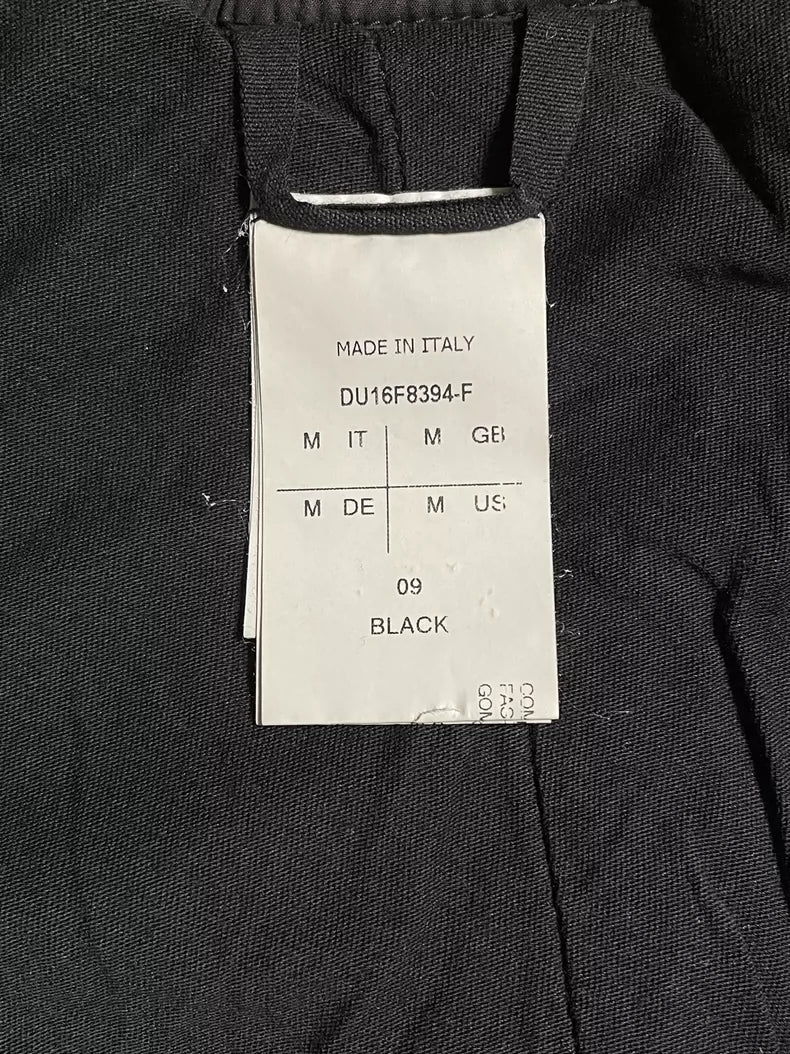 MADE IN ITALY
DU16F8394-F
M IT M GB
M DE M US
09
BLACK